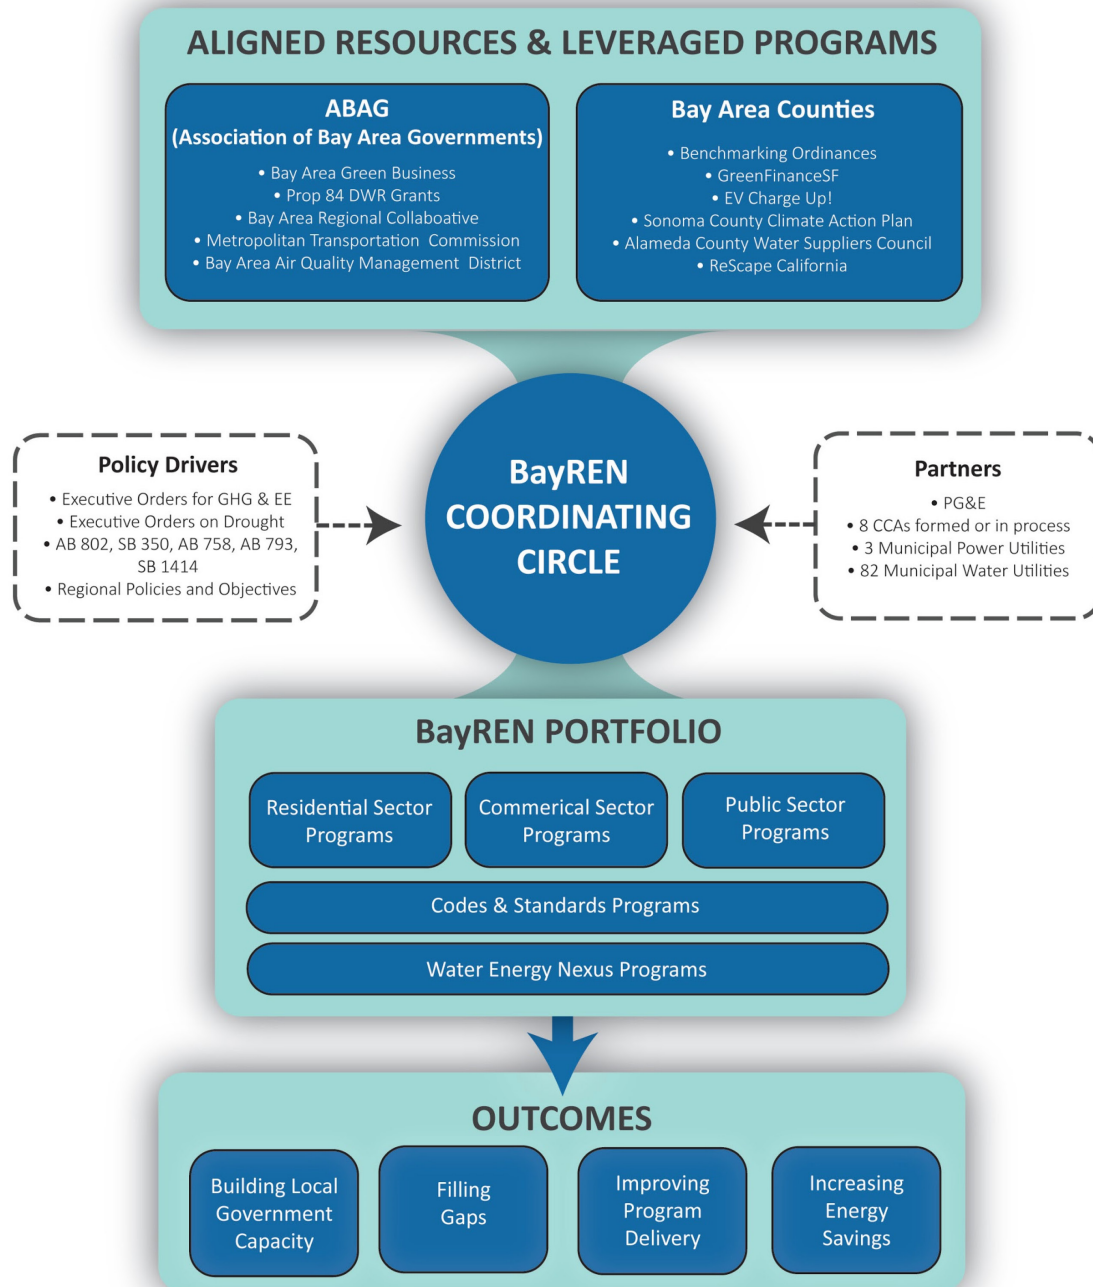 ALIGNED RESOURCES & LEVERAGED PROGRAMS
ABAG
(Association of Bay Area Governments)
• Bay Area Green Business
• Prop 84 DWR Grants
• Bay Area Regional Collaboative
• Metropolitan Transportation Commission
• Bay Area Air Quality Management District
Bay Area Counties
• Benchmarking Ordinances
• GreenFinanceSF
• EV Charge Up!
• Sonoma County Climate Action Plan
• Alameda County Water Suppliers Council
• ReScape California
Policy Drivers
• Executive Orders for GHG & EE
• Executive Orders on Drought
• AB 802, SB 350, AB 758, AB 793,
SB 1414
• Regional Policies and Objectives
BayREN
COORDINATING
CIRCLE
Partners
• PG&E
• 8 CCAs formed or in process
• 3 Municipal Power Utilities
• 82 Municipal Water Utilities
BayREN PORTFOLIO
Residential Sector
Programs
Commerical Sector
Programs
Public Sector
Programs
Codes & Standards Programs
Water Energy Nexus Programs
OUTCOMES
Building Local
Government
Capacity
Filling
Gaps
Improving
Program
Delivery
Increasing
Energy
Savings